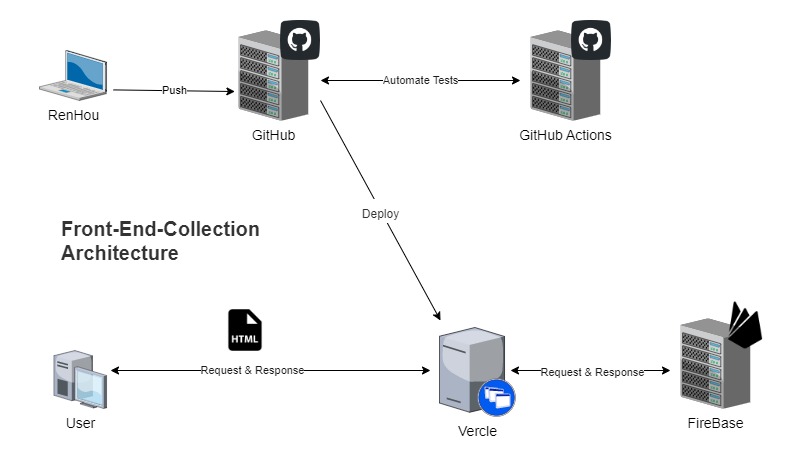 RenHou
Push
GitHub
Automate Tests
GitHub Actions
Deploy
Front-End-Collection
Architecture
HTML
User
Request & Response
Vercle
Request & Response
FireBase